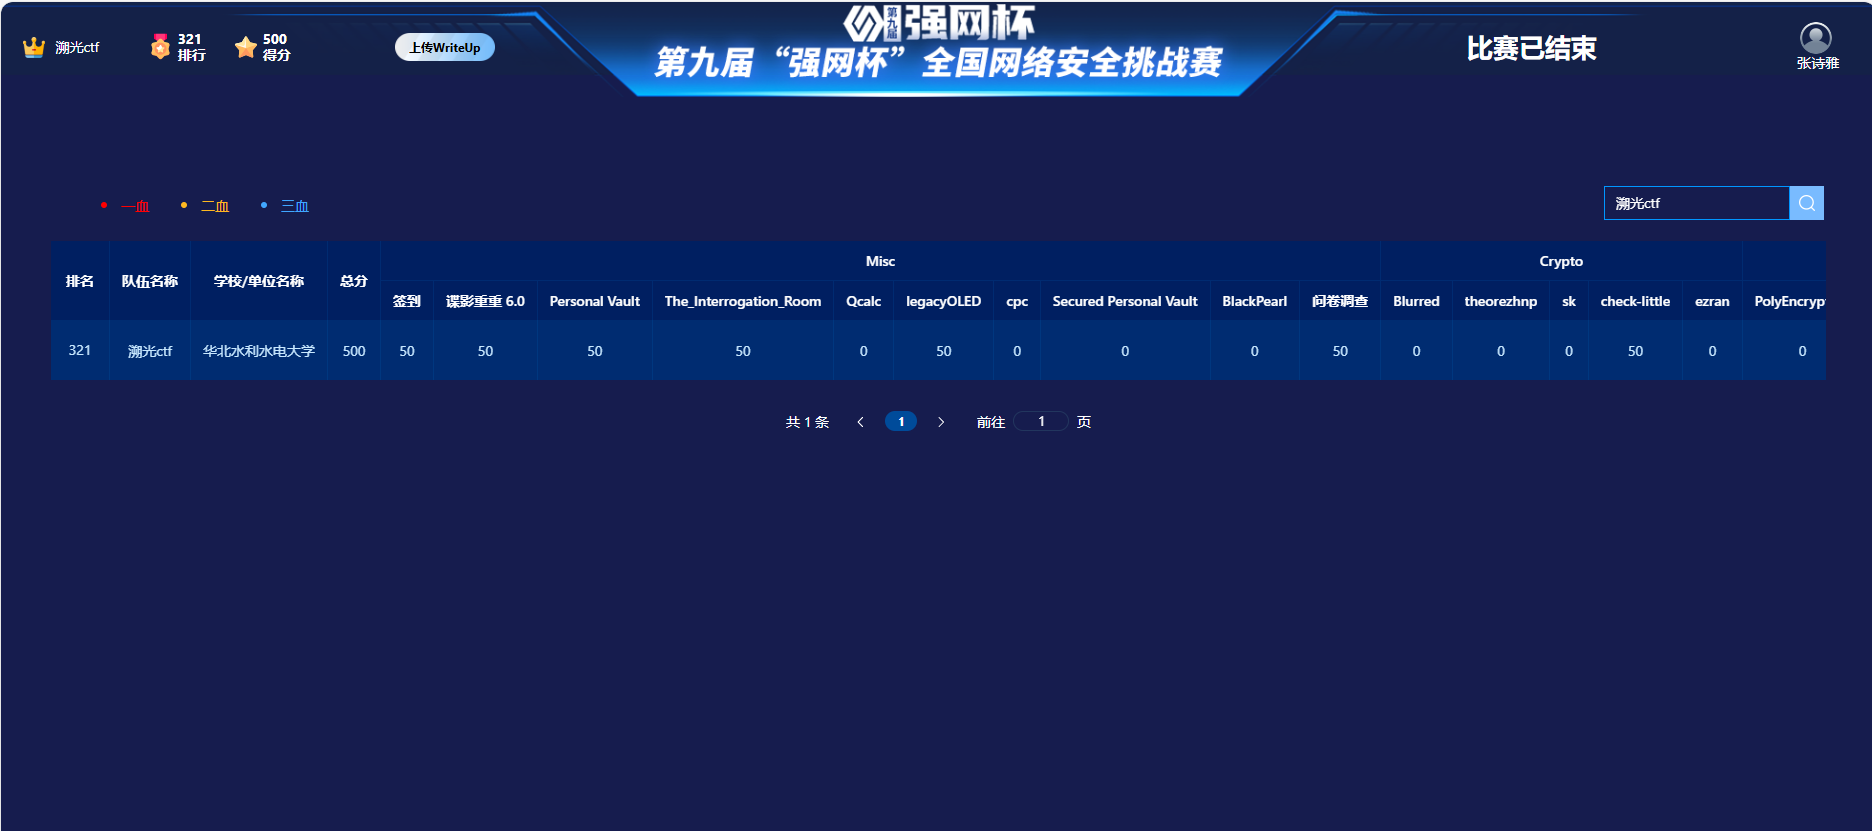 溯光ctf
321
排行
500
得分
上传WriteUp
第九届 强网杯
第九届“强网杯”全国网络安全挑战赛
比赛已结束
张诗雅
一血 二血 三血
溯光ctf
排名 队伍名称 学校/单位名称 总分 Misc Crypto
签到 谍影重重 6.0 Personal Vault The_Interrogation_Room Qcalc legacyOLED cpc Secured Personal Vault BlackPearl 问卷调查 Blurred theorezhnp sk check-little ezran PolyEncryp
321 溯光ctf 华北水利水电大学 500 50 50 50 50 0 50 0 0 0 50 0 0 0 50 0 0
共 1 条 1 前往 1 页